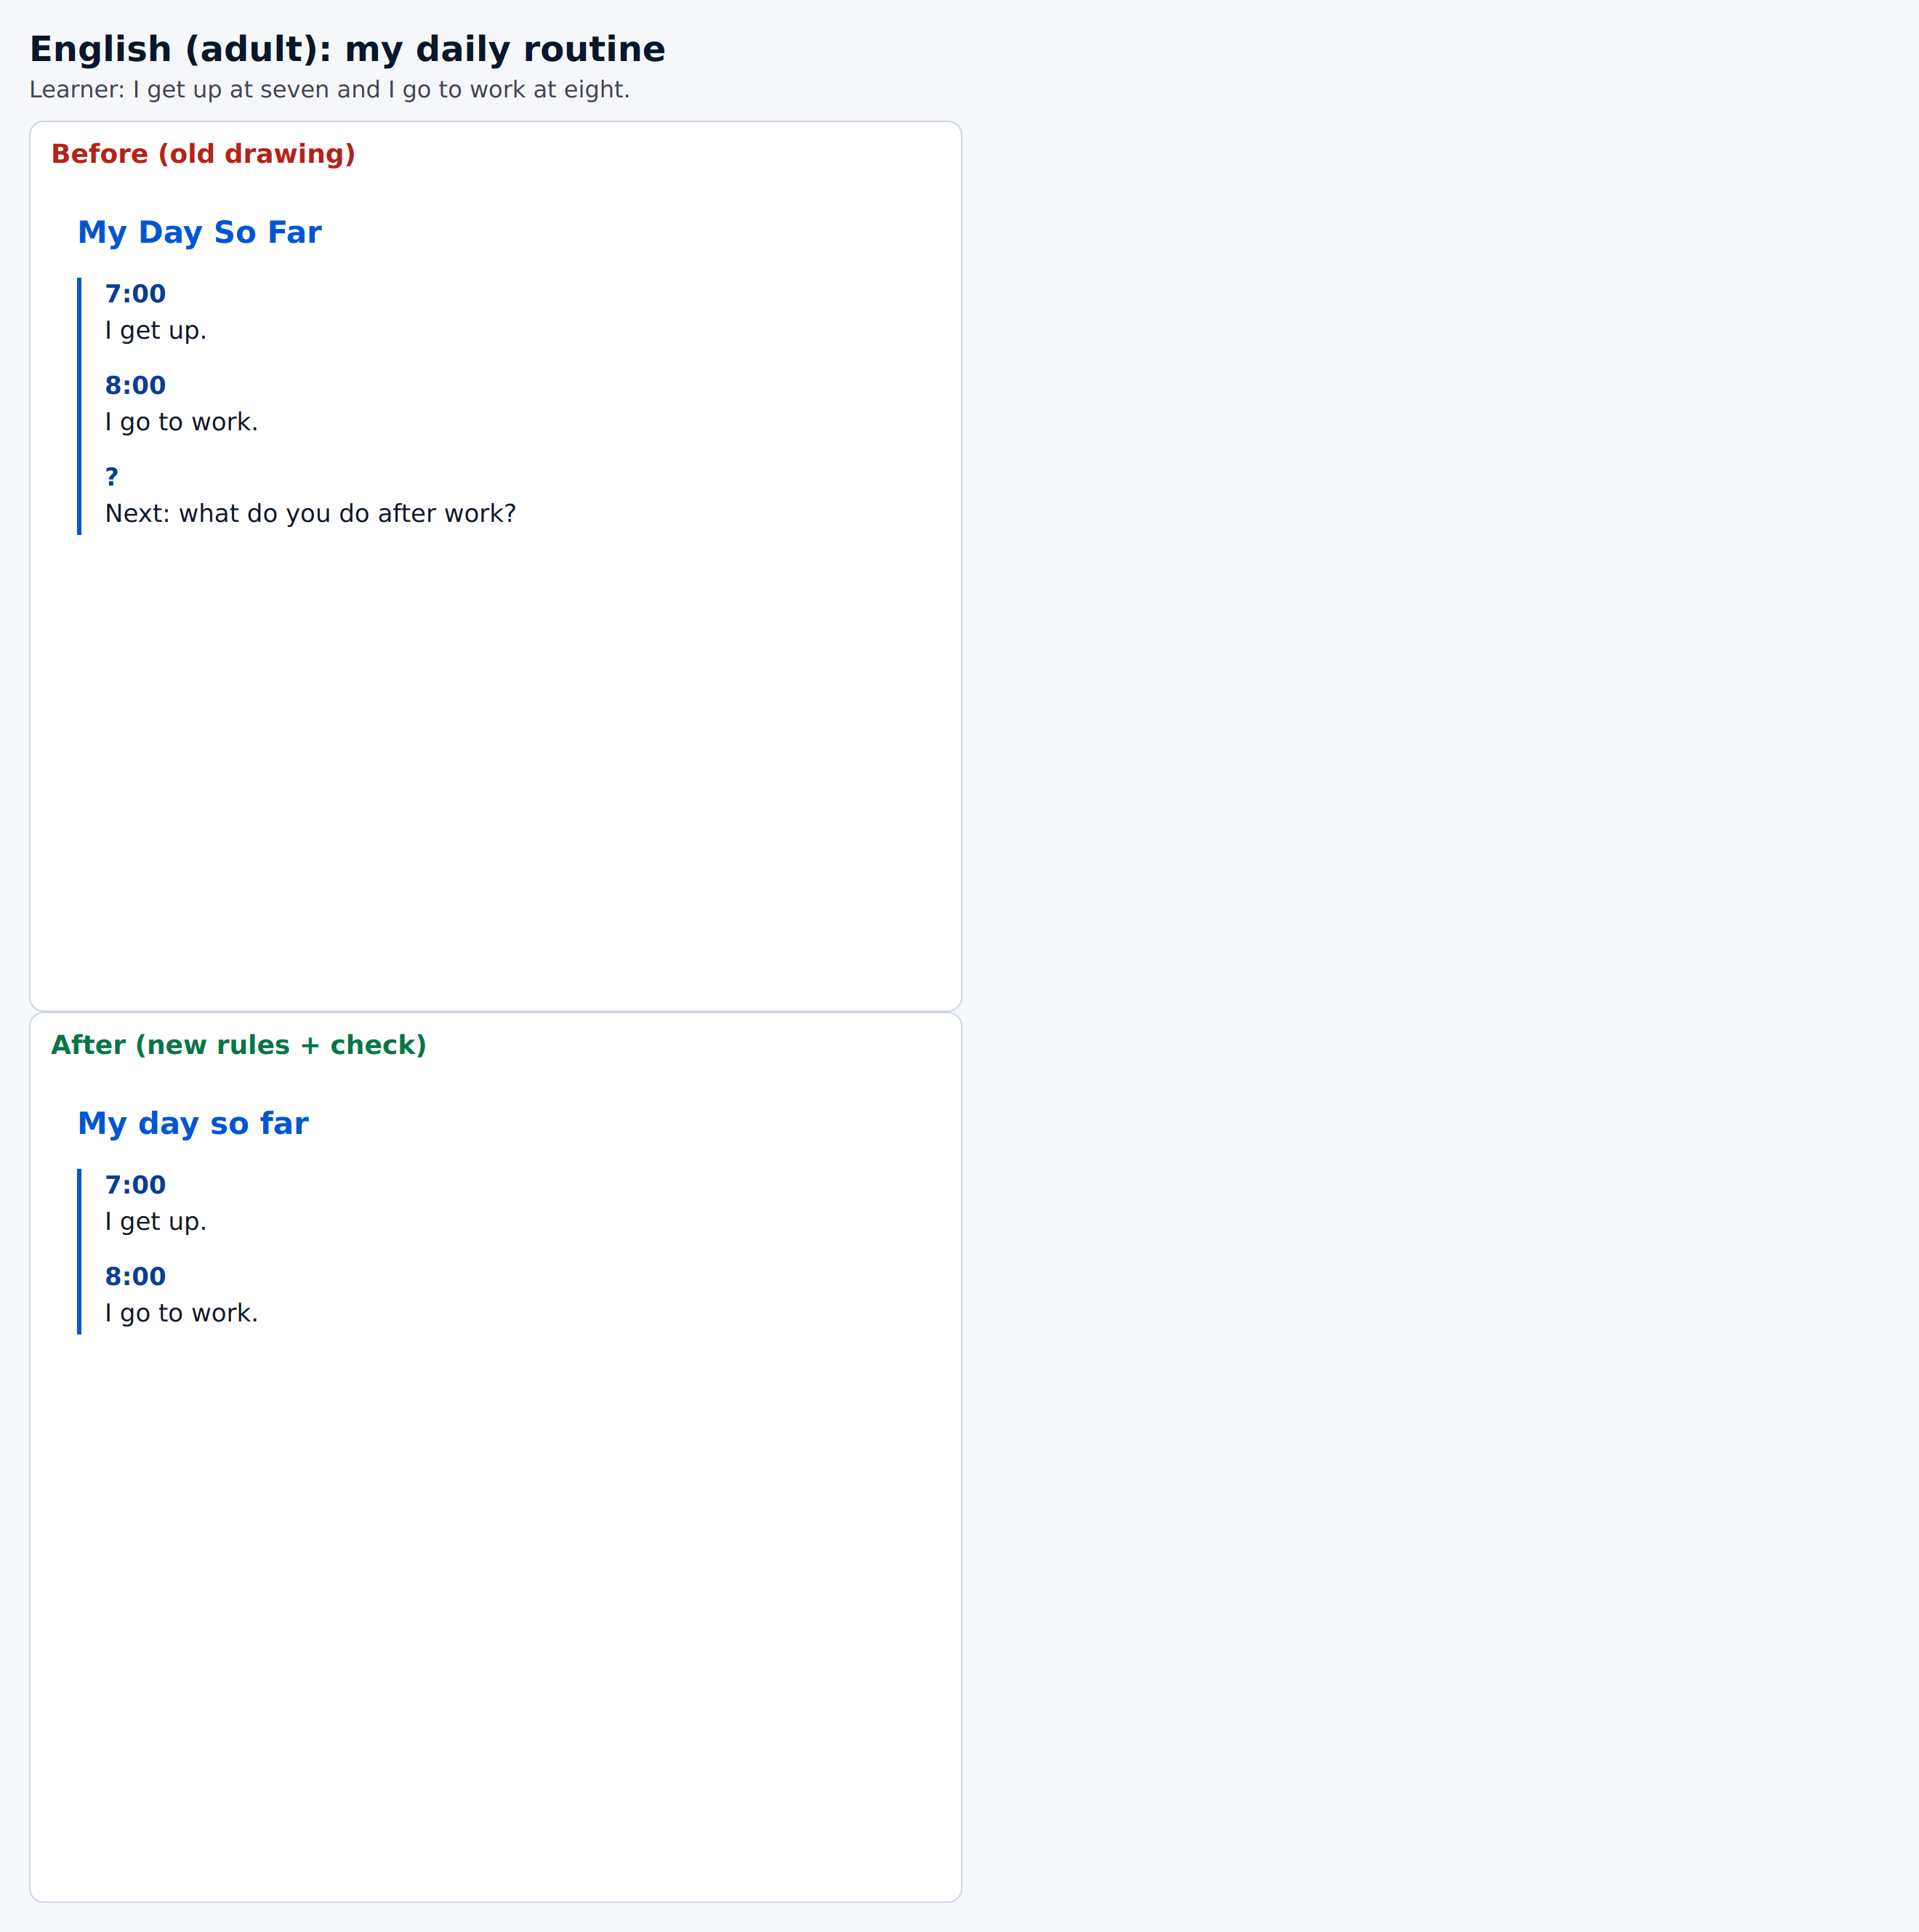 English (adult): my daily routine
Learner: I get up at seven and I go to work at eight.
Before (old drawing)
My Day So Far
7:00
I get up.
8:00
I go to work.
?
Next: what do you do after work?
After (new rules + check)
My day so far
7:00
I get up.
8:00
I go to work.